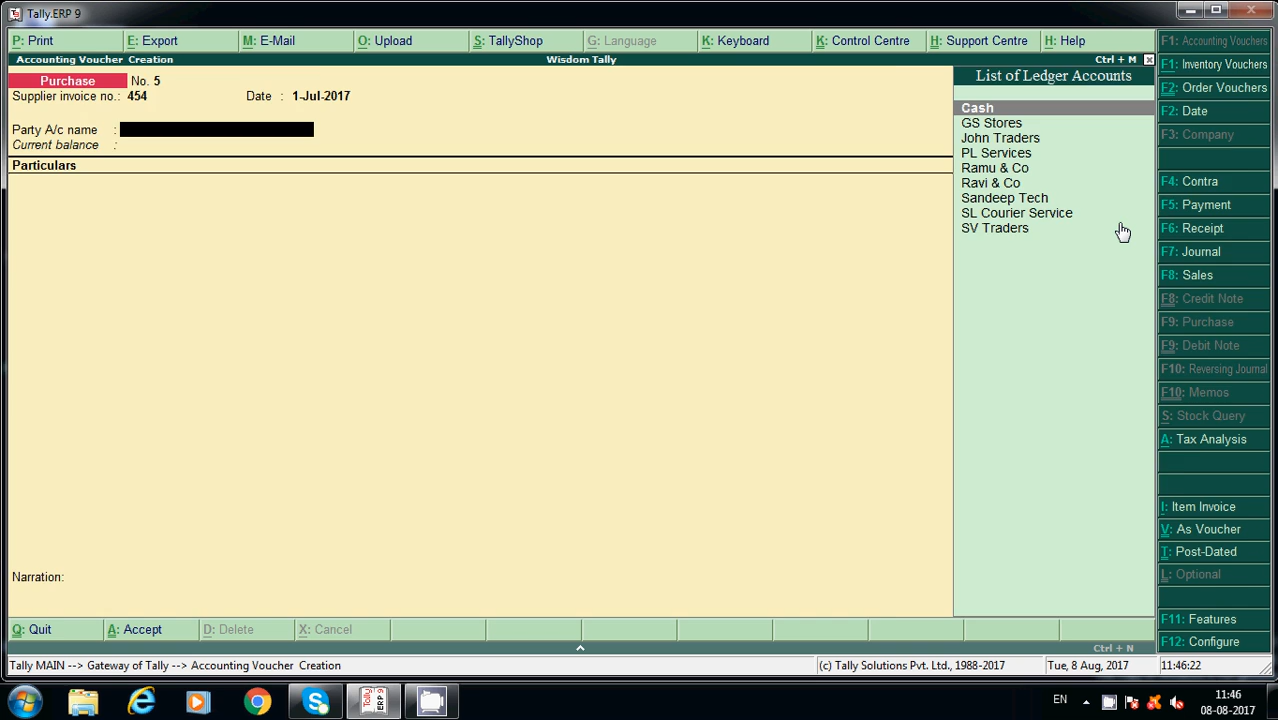 Tally.ERP 9
P: Print E: Export M: E-Mail O: Upload S: TallyShop G: Language K: Keyboard K: Control Centre H: Support Centre H: Help
Accounting Voucher Creation Wisdom Tally Ctrl + M
Purchase No. 5
Supplier invoice no.: 454 Date : 1-Jul-2017
Party A/c name :
Current balance :
Particulars
Narration:
List of Ledger Accounts
Cash
GS Stores
John Traders
PL Services
Ramu & Co
Ravi & Co
Sandeep Tech
SL Courier Service
SV Traders
F1: Accounting Vouchers
F1: Inventory Vouchers
F2: Order Vouchers
F2: Date
F3: Company
F4: Contra
F5: Payment
F6: Receipt
F7: Journal
F8: Sales
F8: Credit Note
F9: Purchase
F9: Debit Note
F10: Reversing Journal
F10: Memos
S: Stock Query
A: Tax Analysis
I: Item Invoice
V: As Voucher
T: Post-Dated
L: Optional
F11: Features
F12: Configure
Q: Quit A: Accept D: Delete X: Cancel
Ctrl + N
Tally MAIN --> Gateway of Tally --> Accounting Voucher Creation (c) Tally Solutions Pvt. Ltd., 1988-2017 Tue, 8 Aug, 2017 11:46:22
EN 11:46
08-08-2017